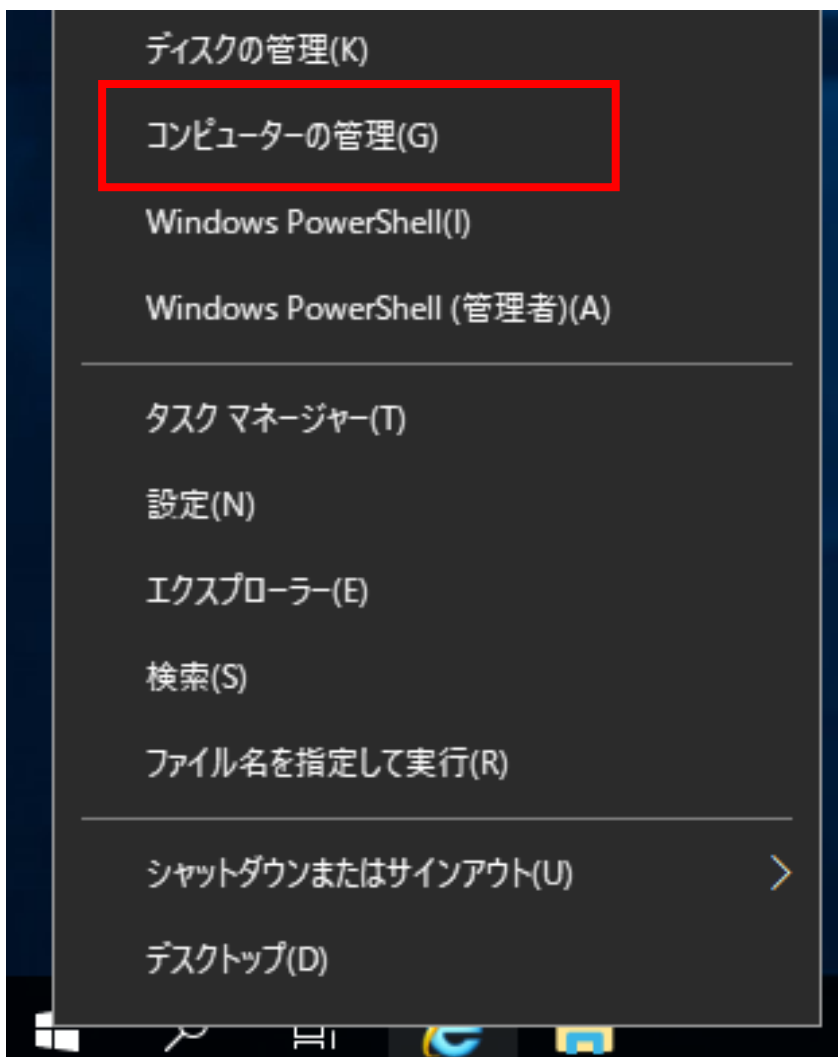 ディスクの管理(K)
コンピューターの管理(G)
Windows PowerShell(I)
Windows PowerShell (管理者)(A)
タスク マネージャー(T)
設定(N)
エクスプローラー(E)
検索(S)
ファイル名を指定して実行(R)
シャットダウンまたはサインアウト(U)
デスクトップ(D)